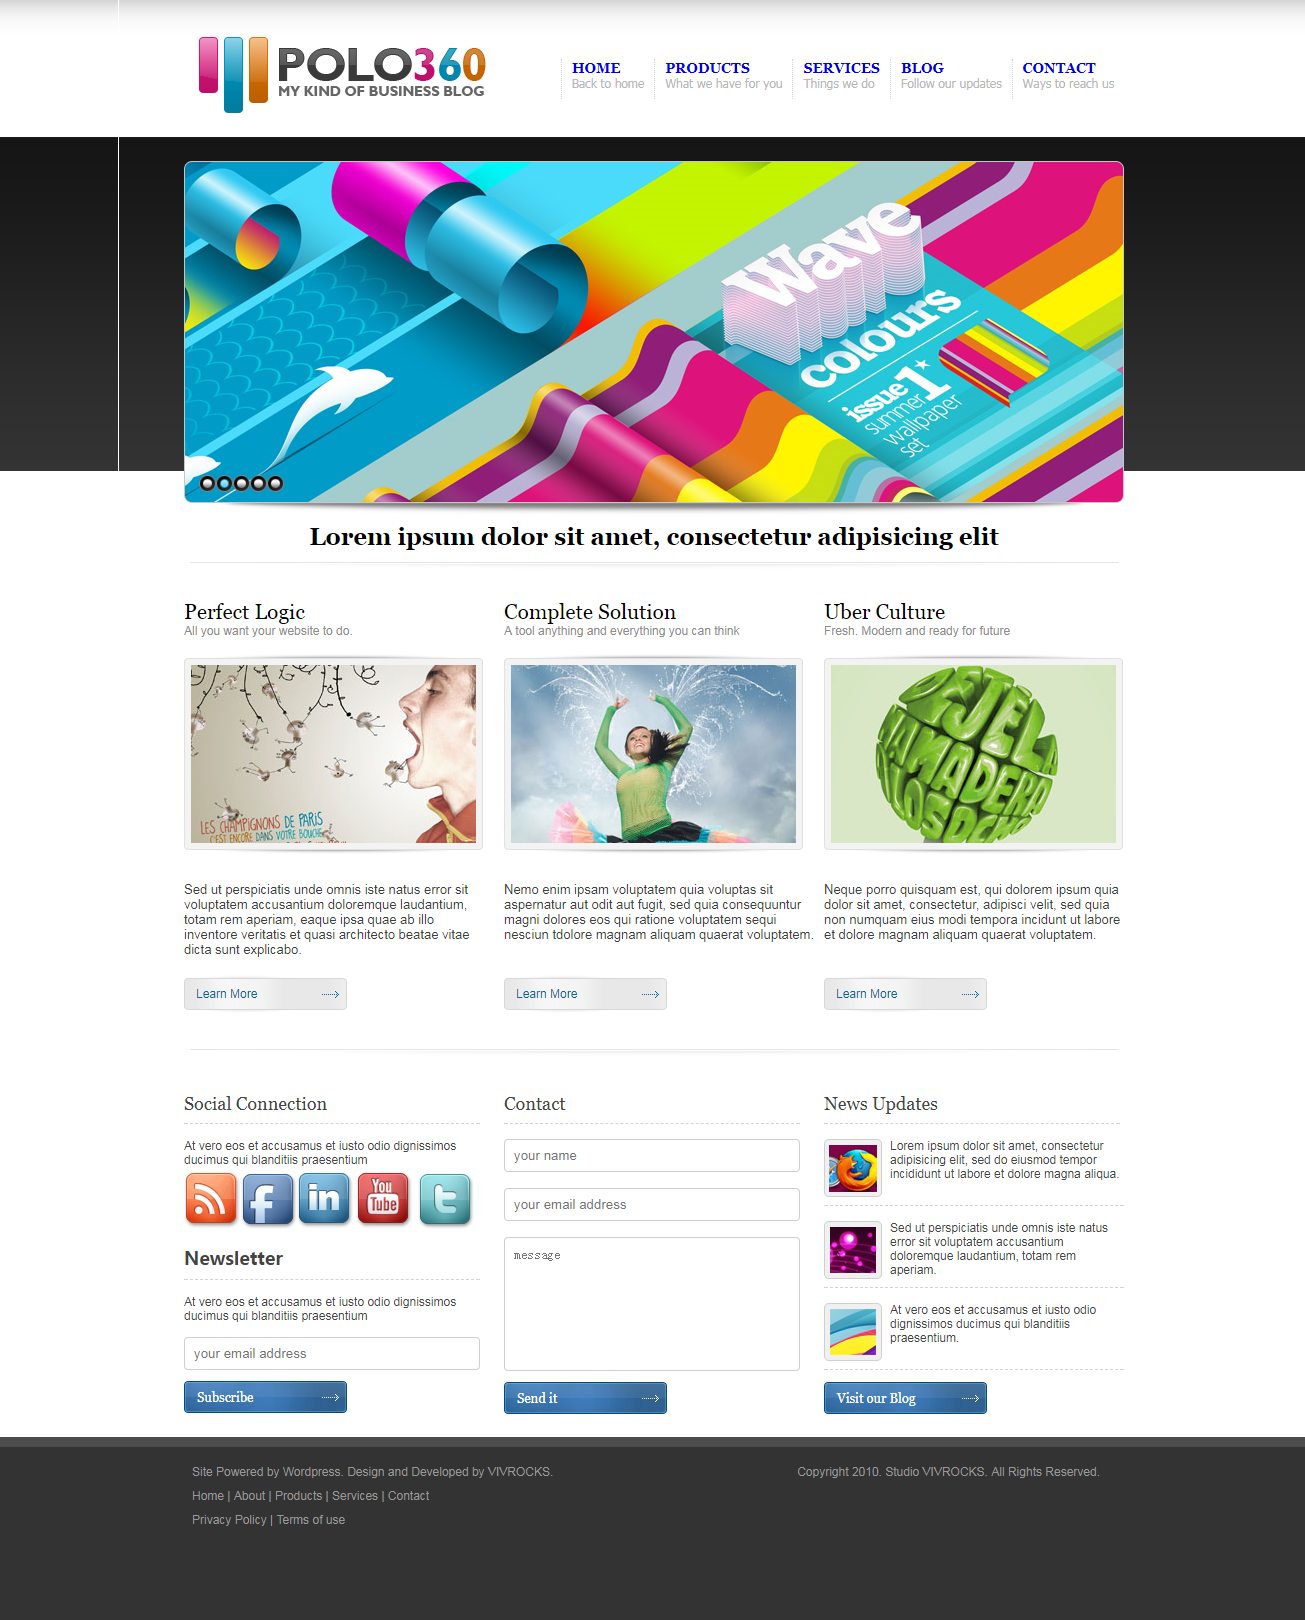 POLO360
MY KIND OF BUSINESS BLOG
HOME
Back to home
PRODUCTS
What we have for you
SERVICES
Things we do
BLOG
Follow our updates
CONTACT
Ways to reach us
Wave
colours
issue 1
summer
wallpaper
set
Lorem ipsum dolor sit amet, consectetur adipisicing elit
Perfect Logic
All you want your website to do.
LES CHAMPIGNONS DE PARIS
C'EST ENCORE DANS VOTRE BOUCHE
Sed ut perspiciatis unde omnis iste natus error sit
voluptatem accusantium doloremque laudantium,
totam rem aperiam, eaque ipsa quae ab illo
inventore veritatis et quasi architecto beatae vitae
dicta sunt explicabo.
Learn More
Complete Solution
A tool anything and everything you can think
Nemo enim ipsam voluptatem quia voluptas sit
aspernatur aut odit aut fugit, sed quia consequuntur
magni dolores eos qui ratione voluptatem sequi
nesciun tdolore magnam aliquam quaerat voluptatem.
Learn More
Uber Culture
Fresh. Modern and ready for future
Neque porro quisquam est, qui dolorem ipsum quia
dolor sit amet, consectetur, adipisci velit, sed quia
non numquam eius modi tempora incidunt ut labore
et dolore magnam aliquam quaerat voluptatem.
Learn More
Social Connection
At vero eos et accusamus et iusto odio dignissimos
ducimus qui blanditiis praesentium
f
in
You
Tube
t
Newsletter
At vero eos et accusamus et iusto odio dignissimos
ducimus qui blanditiis praesentium
your email address
Subscribe
Contact
your name
your email address
message
Send it
News Updates
Lorem ipsum dolor sit amet, consectetur
adipisicing elit, sed do eiusmod tempor
incididunt ut labore et dolore magna aliqua.
Sed ut perspiciatis unde omnis iste natus
error sit voluptatem accusantium
doloremque laudantium, totam rem
aperiam.
At vero eos et accusamus et iusto odio
dignissimos ducimus qui blanditiis
praesentium.
Visit our Blog
Site Powered by Wordpress. Design and Developed by VIVROCKS.
Copyright 2010. Studio VIVROCKS. All Rights Reserved.
Home | About | Products | Services | Contact
Privacy Policy | Terms of use